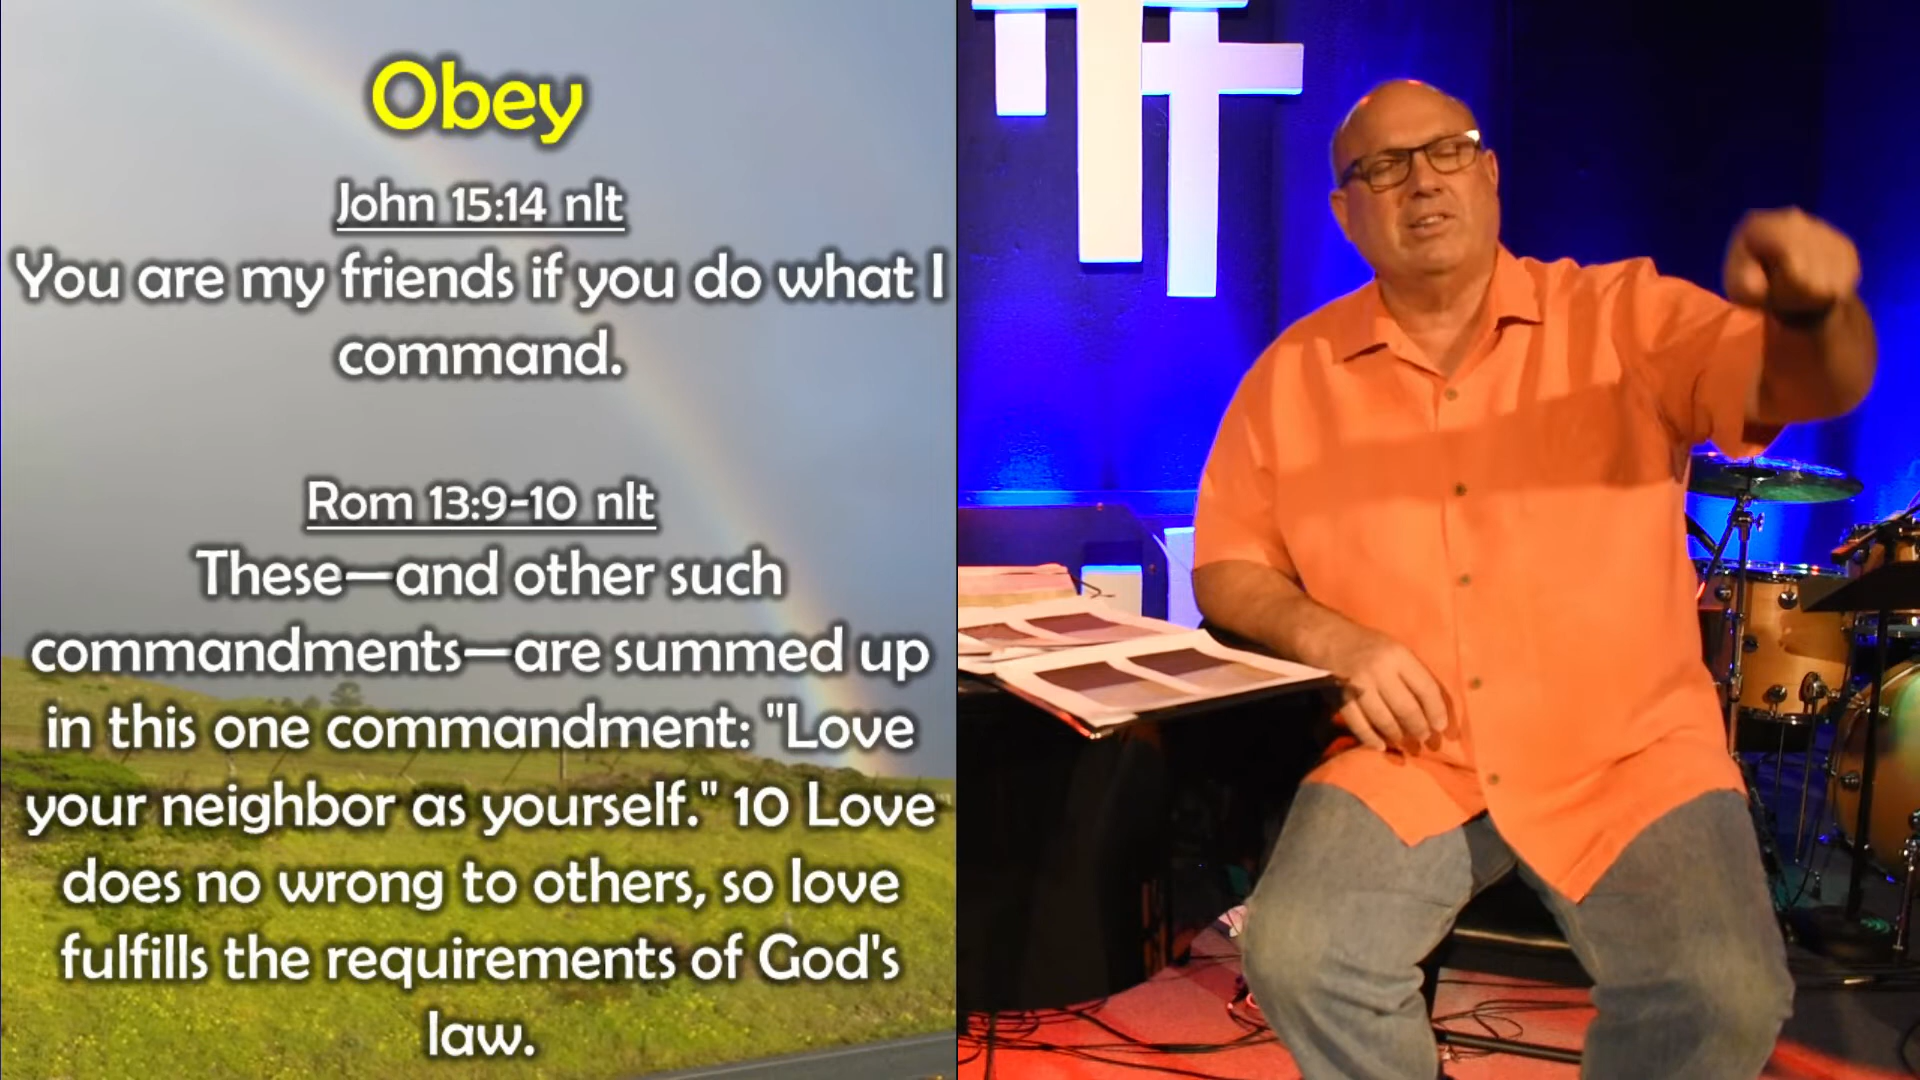 Obey
John 15:14 nlt
You are my friends if you do what I
command.
Rom 13:9-10 nlt
These—and other such
commandments—are summed up
in this one commandment: "Love
your neighbor as yourself." 10 Love
does no wrong to others, so love
fulfills the requirements of God's
law.